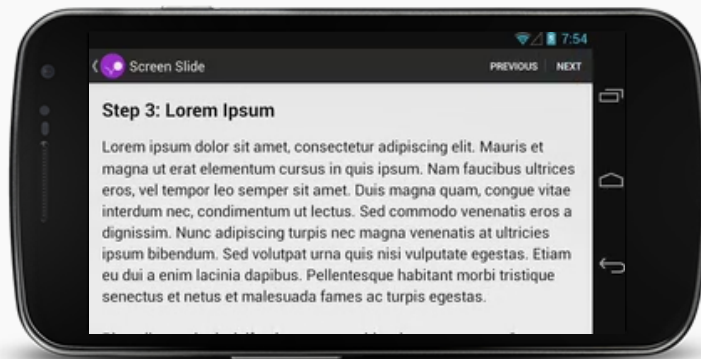 7:54
Screen Slide
PREVIOUS NEXT
Step 3: Lorem Ipsum
Lorem ipsum dolor sit amet, consectetur adipiscing elit. Mauris et
magna ut erat elementum cursus in quis ipsum. Nam faucibus ultrices
eros, vel tempor leo semper sit amet. Duis magna quam, congue vitae
interdum nec, condimentum ut lectus. Sed commodo venenatis eros a
dignissim. Nunc adipiscing turpis nec magna venenatis at ultricies
ipsum bibendum. Sed volutpat urna quis nisi vulputate egestas. Etiam
eu dui a enim lacinia dapibus. Pellentesque habitant morbi tristique
senectus et netus et malesuada fames ac turpis egestas.